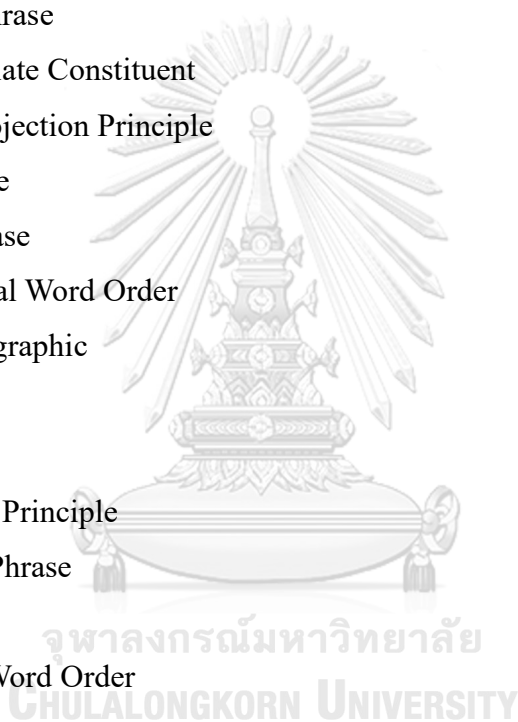 hrase
ate Constituent
jection Principle
e
ase
al Word Order
graphic
Principle
Phrase
จุฬาลงกรณ์มหาวิทยาลัย
Word Order
CHULALONGKORN UNIVERSITY